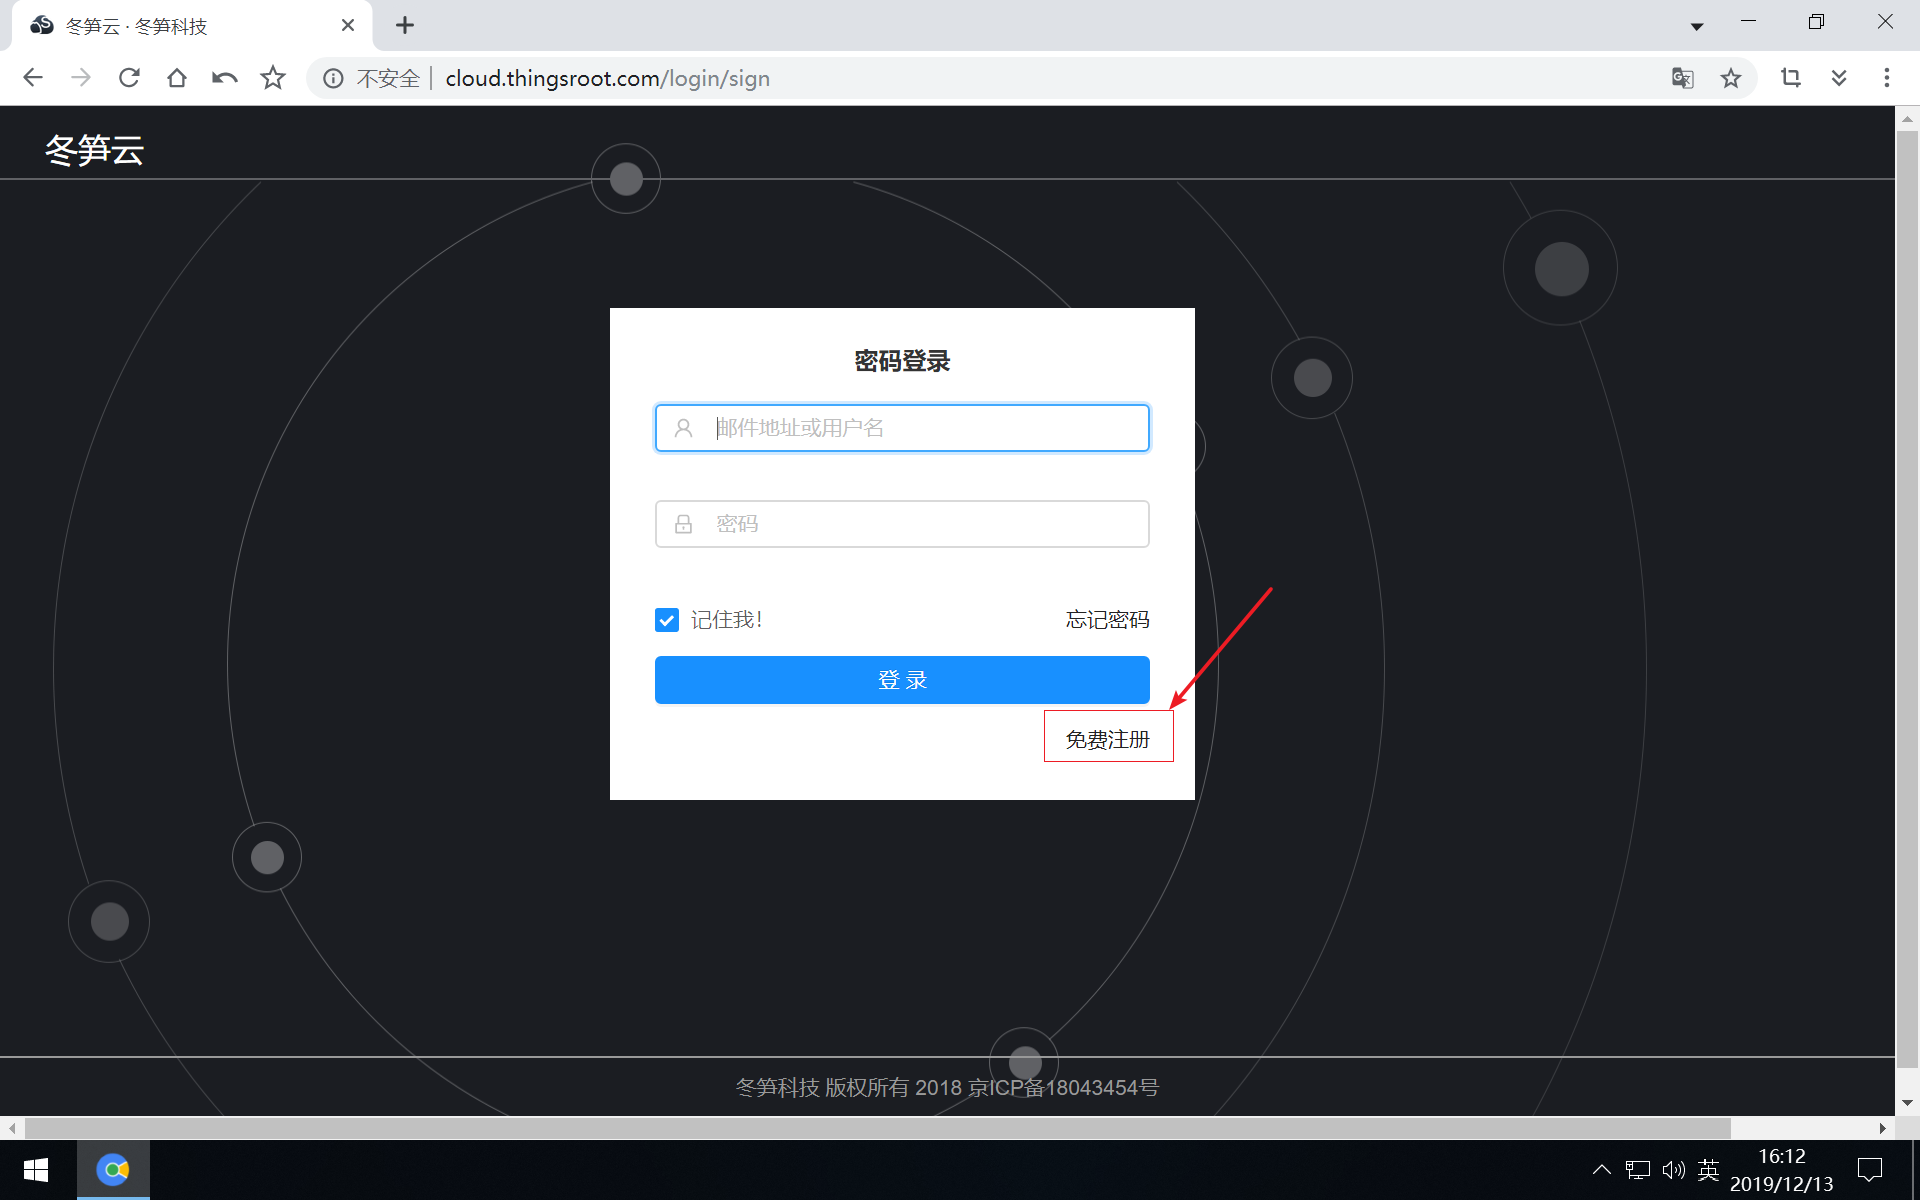 冬笋云 · 冬笋科技
不安全 cloud.thingsroot.com/login/sign
冬笋云
密码登录
邮件地址或用户名
密码
记住我！ 忘记密码
登 录
免费注册
冬笋科技 版权所有 2018 京ICP备18043454号
英 16:12
2019/12/13